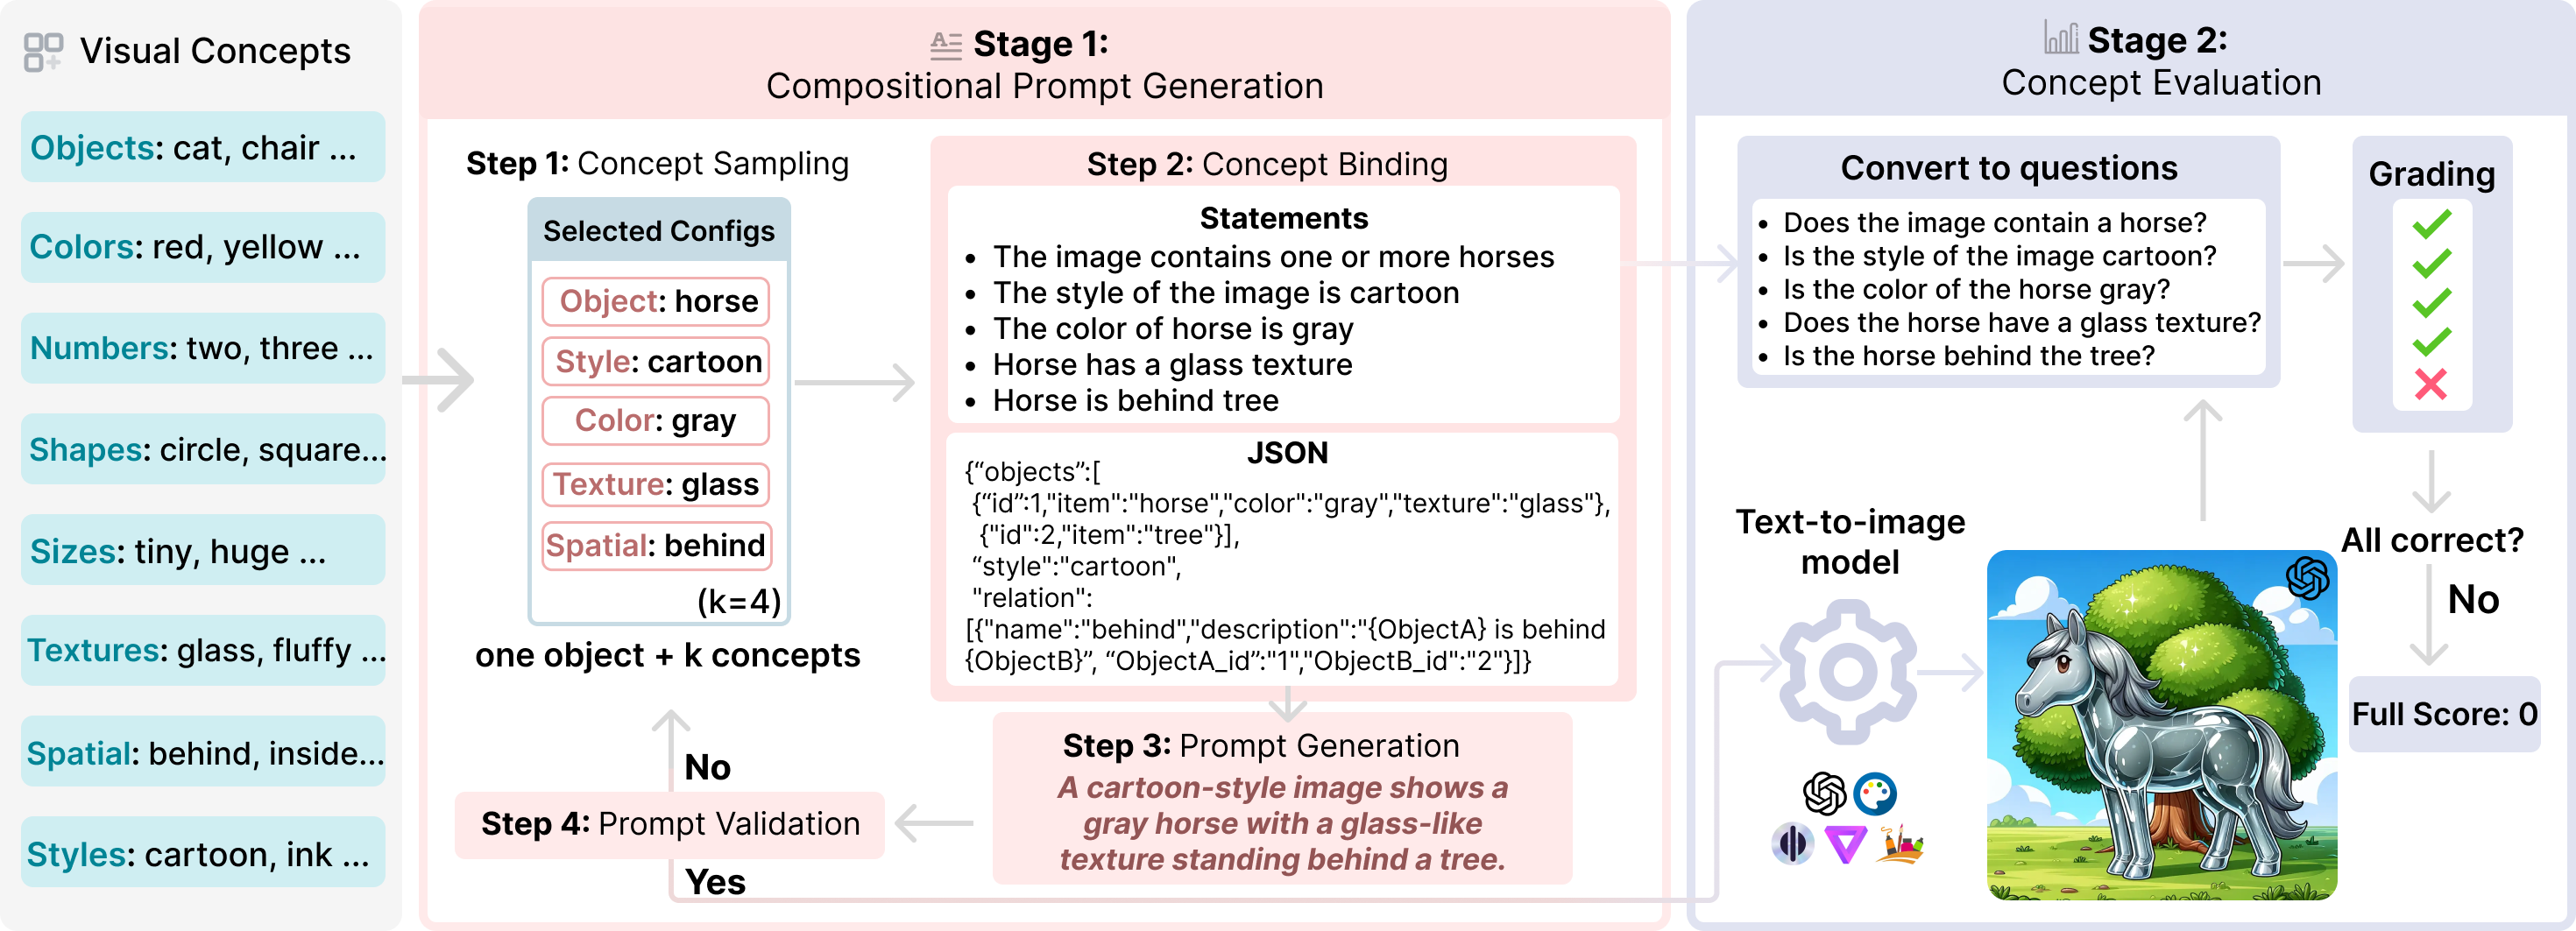 Visual Concepts
Objects: cat, chair ...
Colors: red, yellow ...
Numbers: two, three ...
Shapes: circle, square...
Sizes: tiny, huge ...
Textures: glass, fluffy ...
Spatial: behind, inside...
Styles: cartoon, ink ...
Stage 1:
Compositional Prompt Generation
Step 1: Concept Sampling
Selected Configs
Object: horse
Style: cartoon
Color: gray
Texture: glass
Spatial: behind
(k=4)
one object + k concepts
Step 2: Concept Binding
Statements
• The image contains one or more horses
• The style of the image is cartoon
• The color of horse is gray
• Horse has a glass texture
• Horse is behind tree
JSON
{“objects”:[
{“id”:1,"item":"horse","color":"gray","texture":"glass"},
{"id":2,"item":"tree"}],
“style":"cartoon",
"relation":
[{"name":"behind","description":"{ObjectA} is behind
{ObjectB}”, “ObjectA_id”:"1","ObjectB_id":"2"}]}
Step 3: Prompt Generation
A cartoon-style image shows a
gray horse with a glass-like
texture standing behind a tree.
Step 4: Prompt Validation
No
Yes
Stage 2:
Concept Evaluation
Convert to questions
• Does the image contain a horse?
• Is the style of the image cartoon?
• Is the color of the horse gray?
• Does the horse have a glass texture?
• Is the horse behind the tree?
Grading
Text-to-image
model
All correct?
No
Full Score: 0